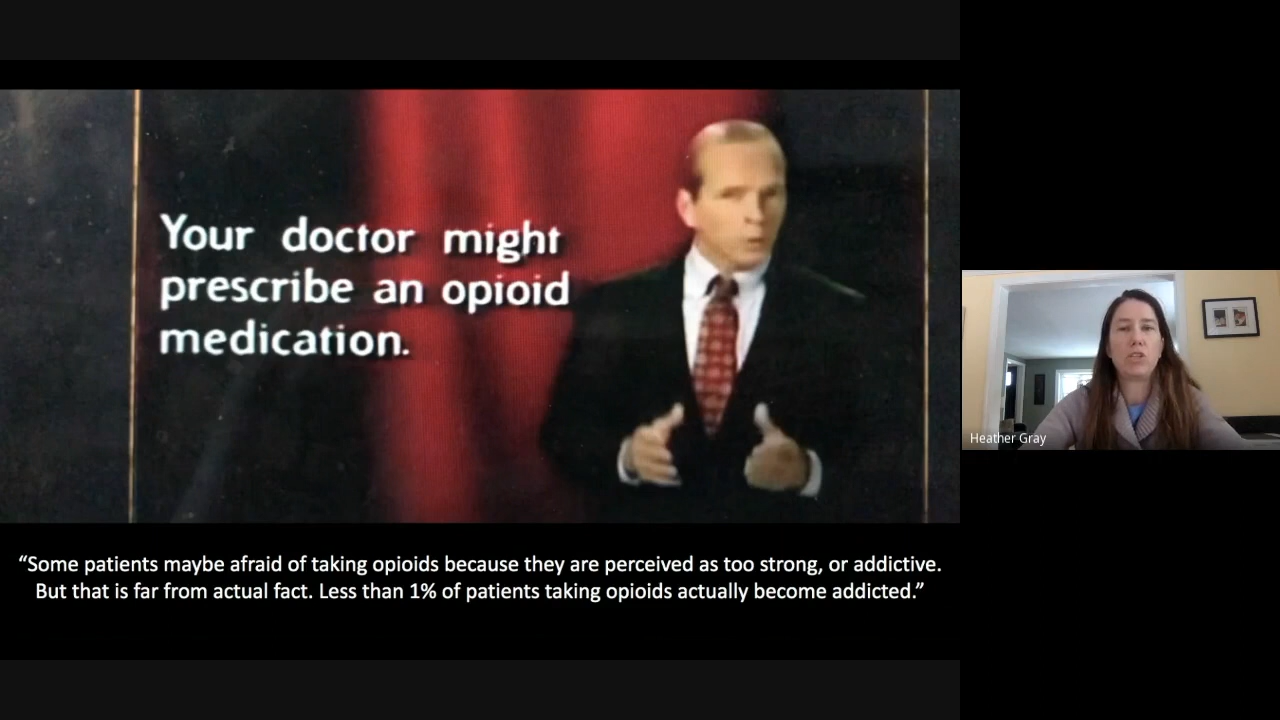 Your doctor might
prescribe an opioid
medication.
“Some patients maybe afraid of taking opioids because they are perceived as too strong, or addictive.
But that is far from actual fact. Less than 1% of patients taking opioids actually become addicted.”
Heather Gray